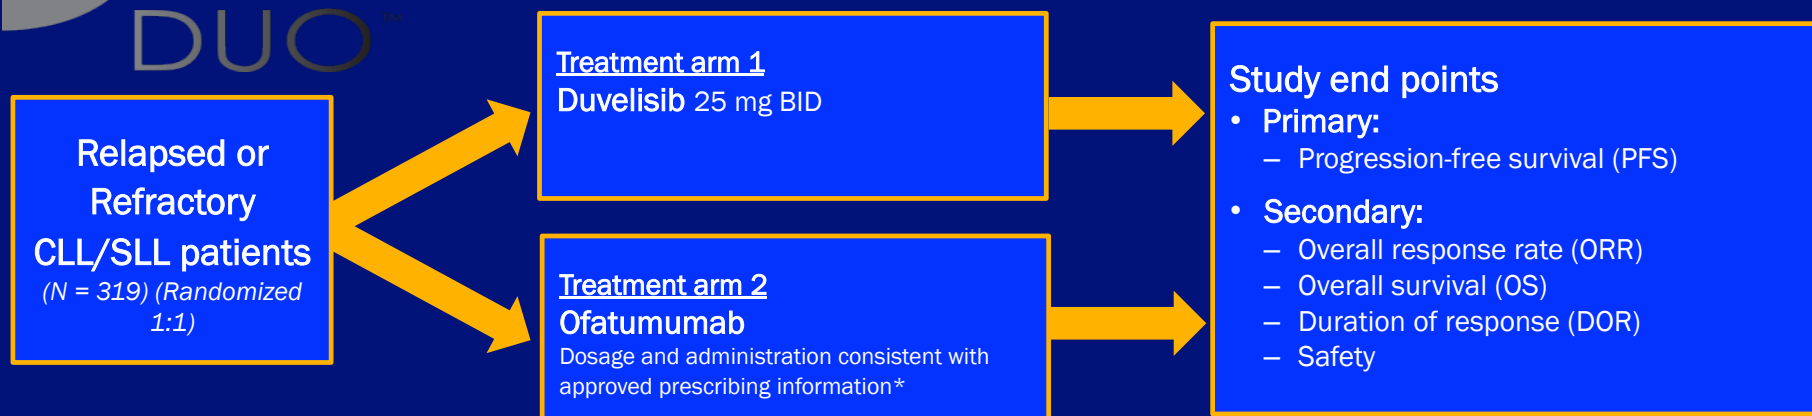 DUO™
Relapsed or
Refractory
CLL/SLL patients
(N = 319) (Randomized
1:1)
Treatment arm 1
Duvelisib 25 mg BID
Treatment arm 2
Ofatumumab
Dosage and administration consistent with
approved prescribing information*
Study end points
• Primary:
– Progression-free survival (PFS)
• Secondary:
– Overall response rate (ORR)
– Overall survival (OS)
– Duration of response (DOR)
– Safety